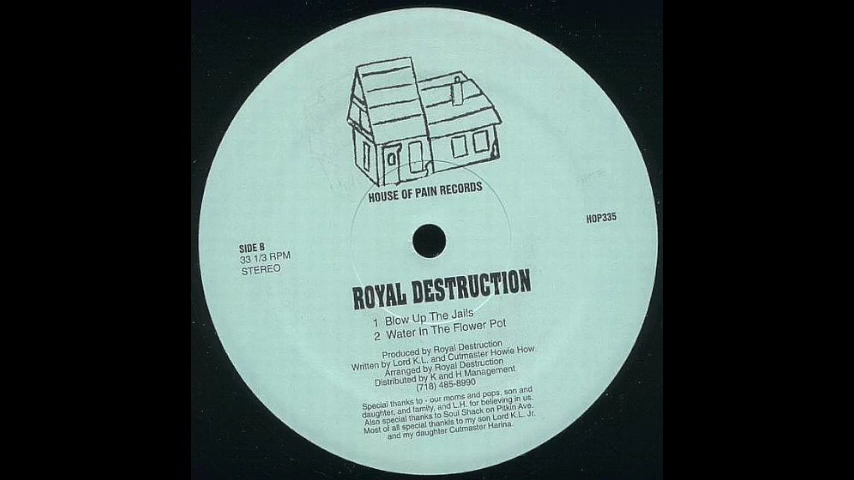 HOUSE OF PAIN RECORDS
HOP335
SIDE B
33 1/3 RPM
STEREO
ROYAL DESTRUCTION
1 Blow Up The Jails
2 Water In The Flower Pot
Produced by Royal Destruction
Written by Lord K.L. and Cutmaster Howie How
Arranged by Royal Destruction
Distributed by K and H Management
(718) 485-8990
Special thanks to - our moms and pops, son and
daughter, and family, and L.H. for believing in us.
Also special thanks to Soul Shack on Pitkin Ave.
Most of all special thanks to my son Lord K.L. Jr.
and my daughter Cutmaster Harina.